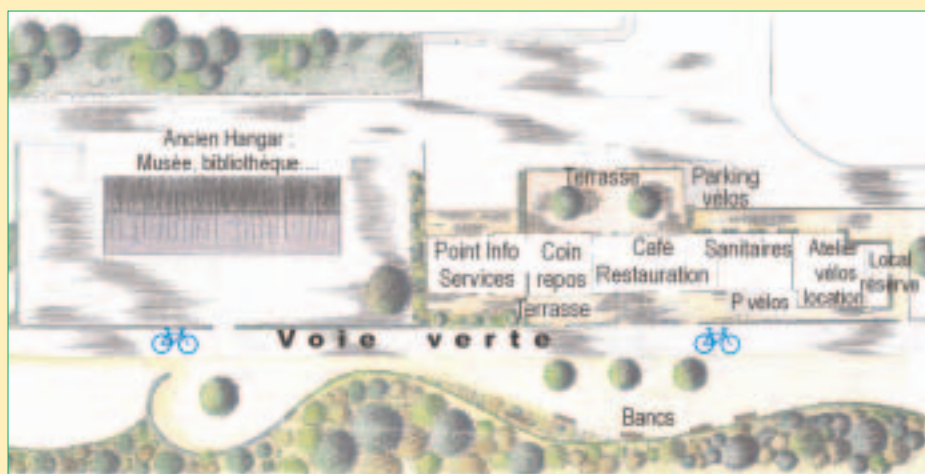 Ancien Hangar :
Musée, bibliothèque....
Terrasse
Parking
vélos
Point Info
Services
Coin
repos
Café
Restauration
Sanitaires
Atelier
vélos
location
Local
réserve
Terrasse
P vélos
Voie verte
Bancs